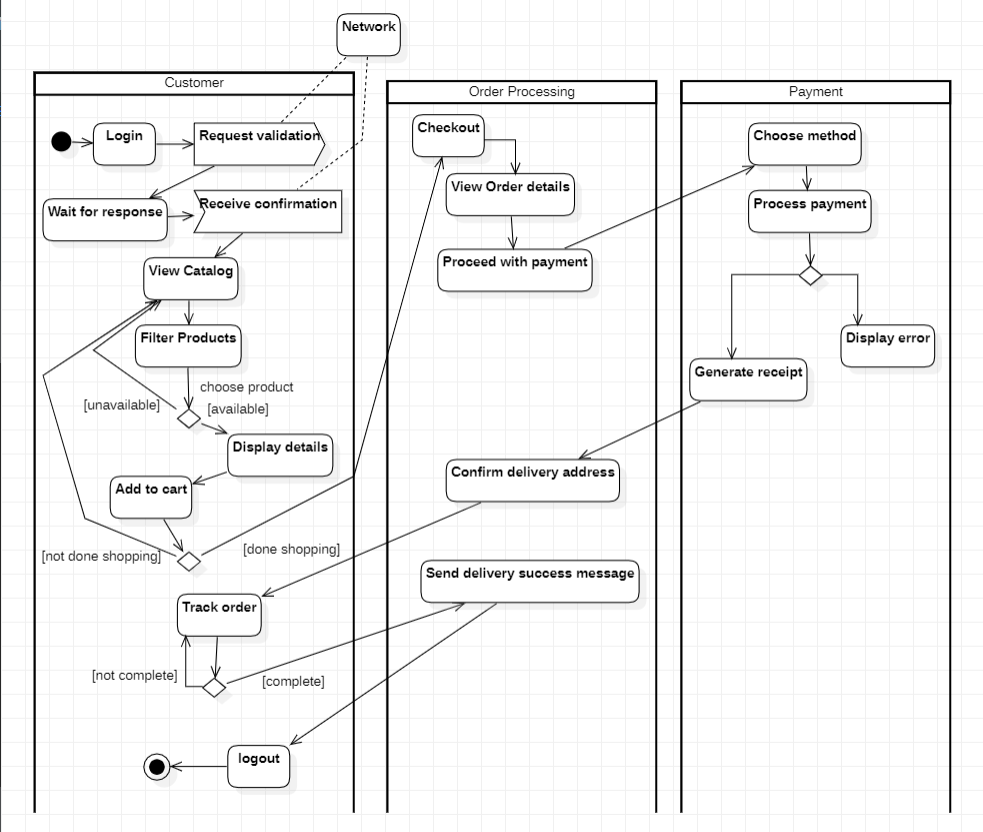 Network
Customer
Login
Request validation
Wait for response
Receive confirmation
View Catalog
Filter Products
choose product
[unavailable]
[available]
Display details
Add to cart
[not done shopping]
[done shopping]
Track order
[not complete]
[complete]
logout
Order Processing
Checkout
View Order details
Proceed with payment
Confirm delivery address
Send delivery success message
Payment
Choose method
Process payment
Display error
Generate receipt